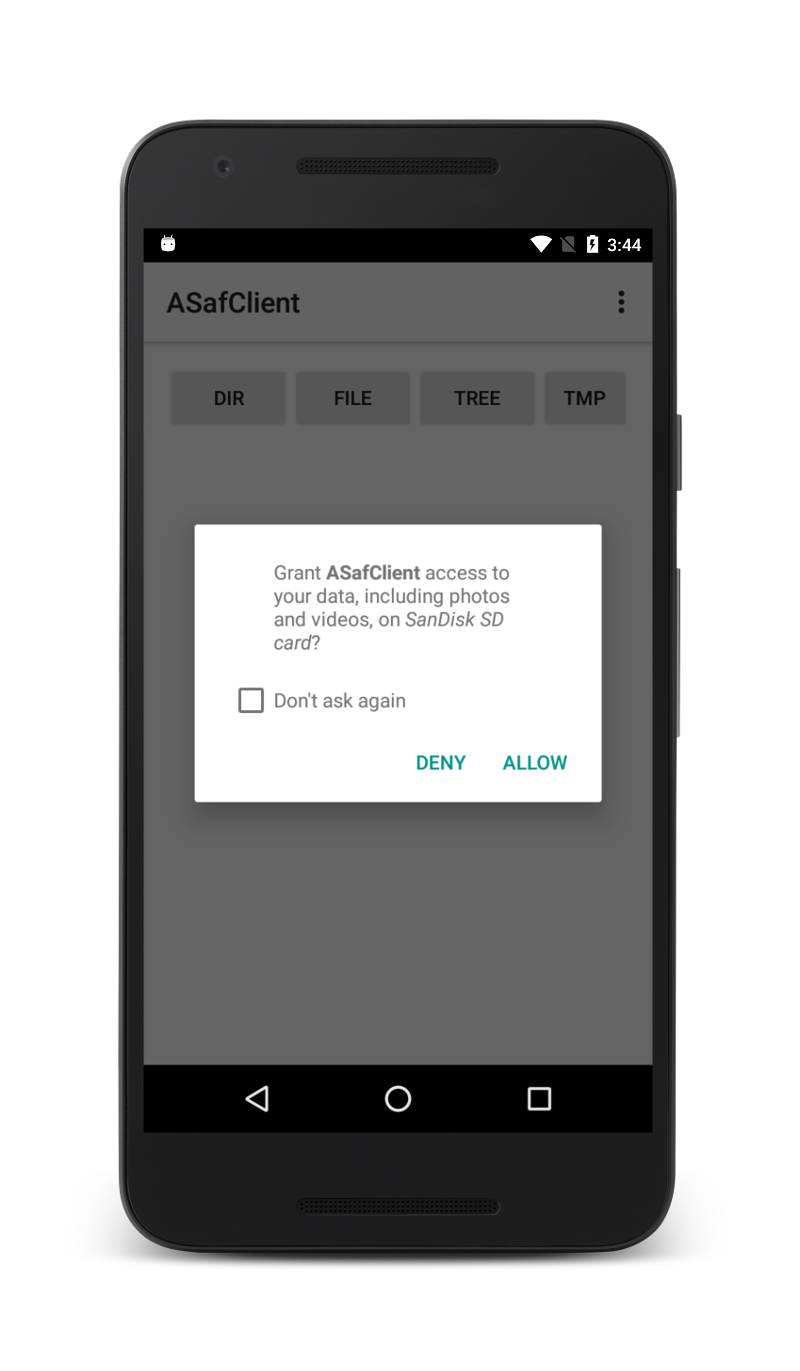 3:44
ASafClient
DIR FILE TREE TMP
Grant ASafClient access to
your data, including photos
and videos, on SanDisk SD
card?
Don't ask again
DENY ALLOW